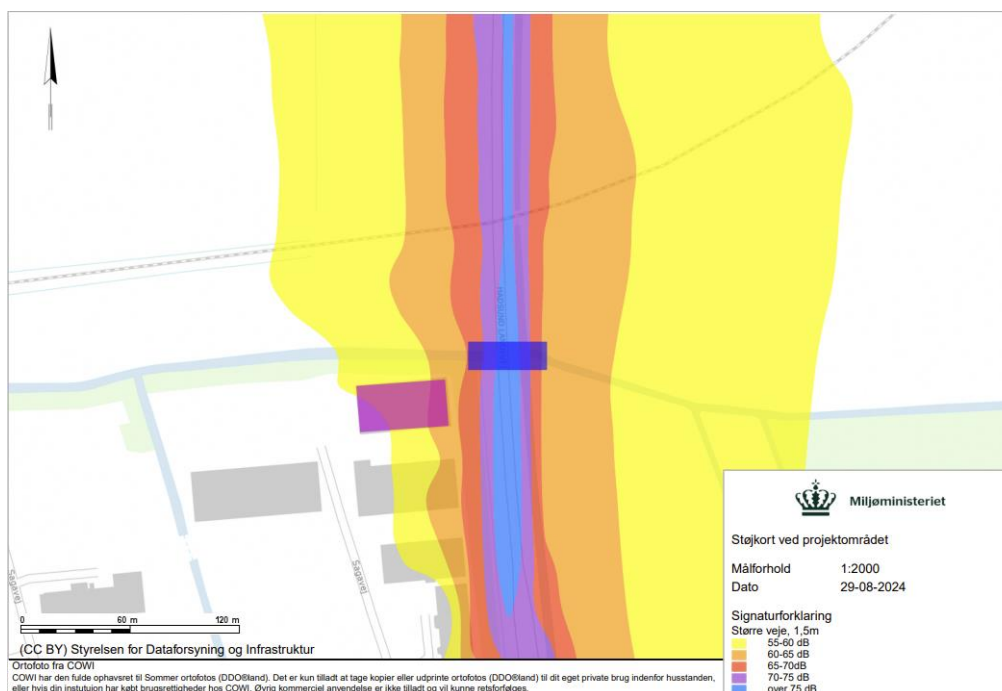 Sagavej
Sagavej
0 60 m 120 m
(CC BY) Styrelsen for Dataforsyning og Infrastruktur
Ortofoto fra COWI
COWI har den fulde ophavsret til Sommer ortofotos (DDO®land). Det er kun tilladt at tage kopier eller udprinte ortofotos (DDO®land) til dit eget private brug indenfor husstanden,
eller hvis din instutuion har købt brugsrettigheder hos COWI. Øvrig kommerciel anvendelse er ikke tilladt og vil kunne retsforfølges.
Miljøministeriet
Støjkort ved projektområdet
Målforhold 1:2000
Dato 29-08-2024
Signaturforklaring
Større veje, 1,5m
55-60 dB
60-65 dB
65-70dB
70-75 dB
over 75 dB